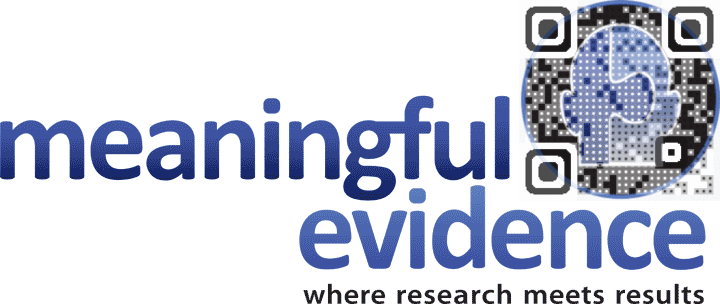 meaningful
evidence
where research meets results